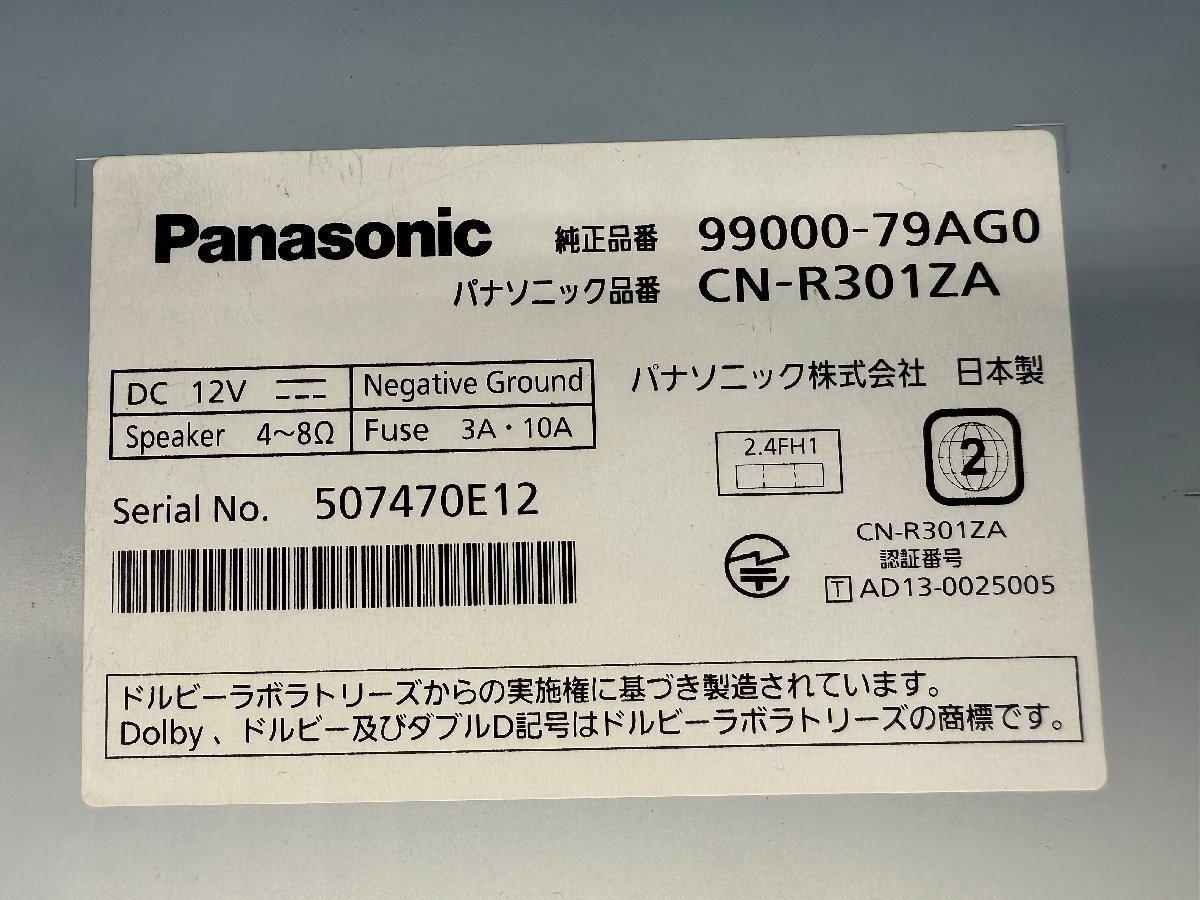 Panasonic 純正品番 99000-79AG0
パナソニック品番 CN-R301ZA
DC 12V Negative Ground
Speaker 4~8Ω Fuse 3A・10A
パナソニック株式会社 日本製
2.4FH1
2
Serial No. 507470E12
CN-R301ZA
認証番号
T AD13-0025005
ドルビーラボラトリーズからの実施権に基づき製造されています。
Dolby、ドルビー及びダブルD記号はドルビーラボラトリーズの商標です。